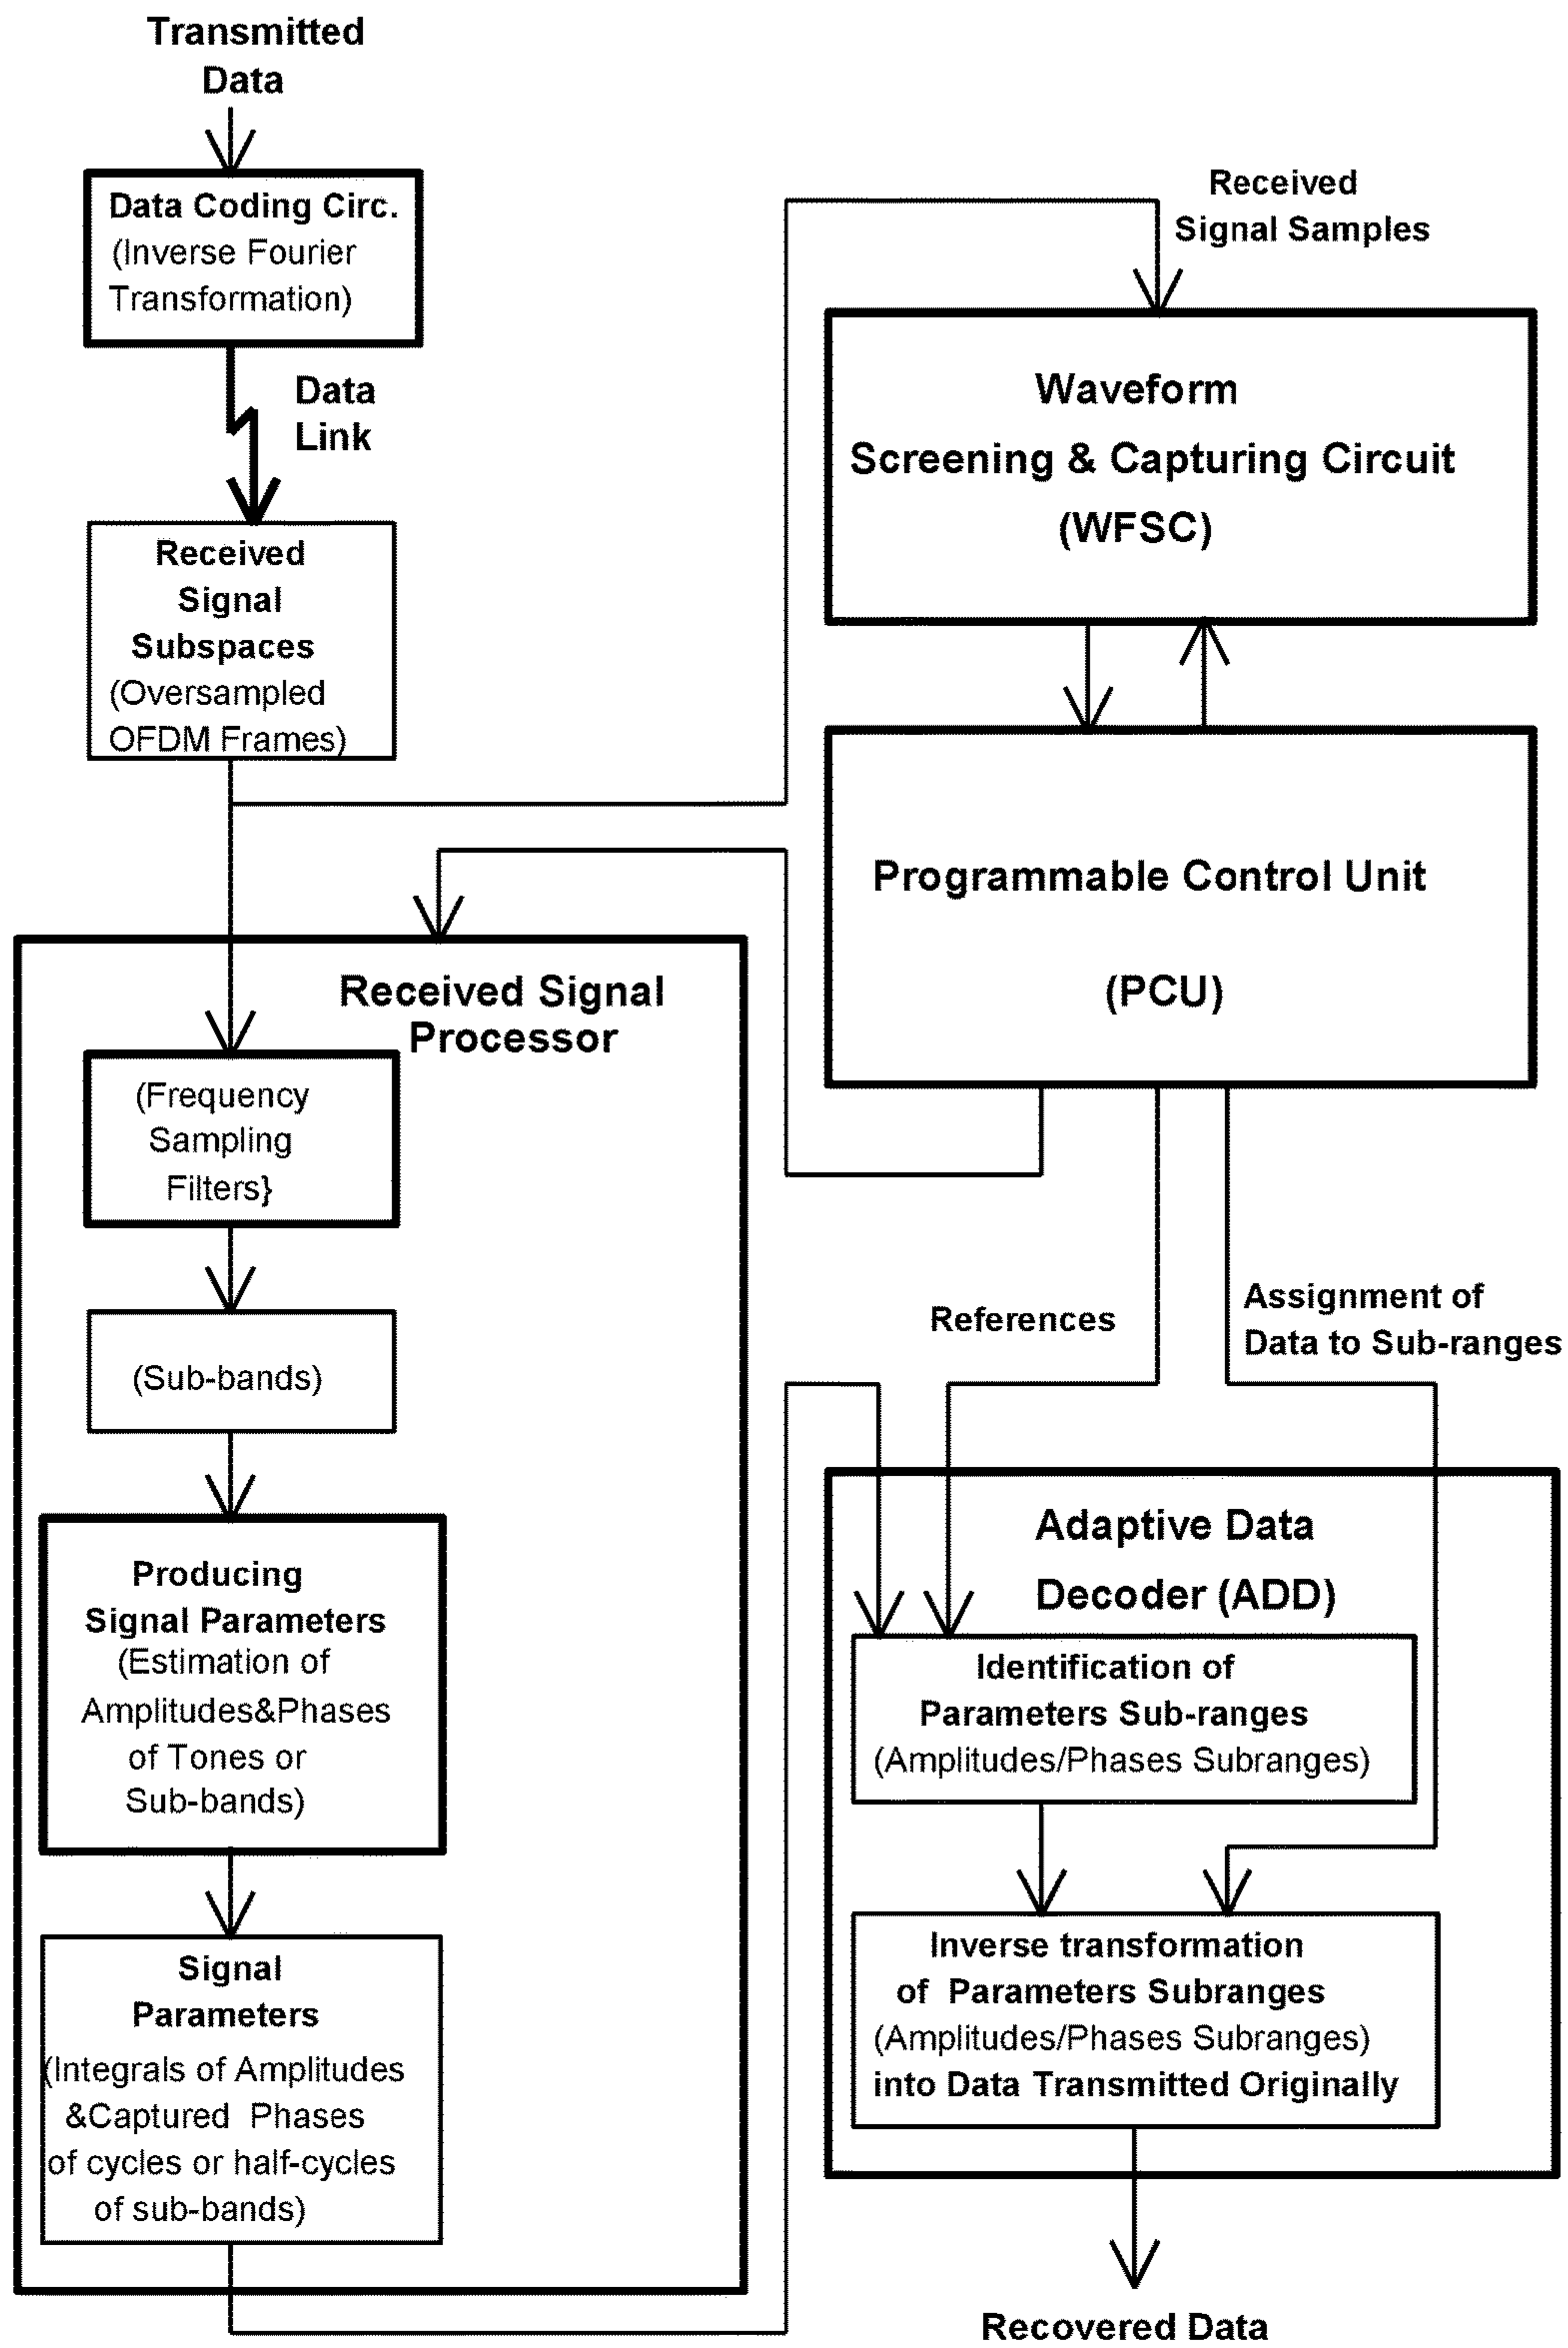 Transmitted
Data
Data Coding Circ.
(Inverse Fourier
Transformation)
Data
Link
Received
Signal
Subspaces
(Oversampled
OFDM Frames)
Received
Signal Samples
Waveform
Screening & Capturing Circuit
(WFSC)
Programmable Control Unit
(PCU)
Received Signal
Processor
(Frequency
Sampling
Filters}
(Sub-bands)
Producing
Signal Parameters
(Estimation of
Amplitudes&Phases
of Tones or
Sub-bands)
Signal
Parameters
(Integrals of Amplitudes
&Captured Phases
of cycles or half-cycles
of sub-bands)
References
Assignment of
Data to Sub-ranges
Adaptive Data
Decoder (ADD)
Identification of
Parameters Sub-ranges
(Amplitudes/Phases Subranges)
Inverse transformation
of Parameters Subranges
(Amplitudes/Phases Subranges)
into Data Transmitted Originally
Recovered Data